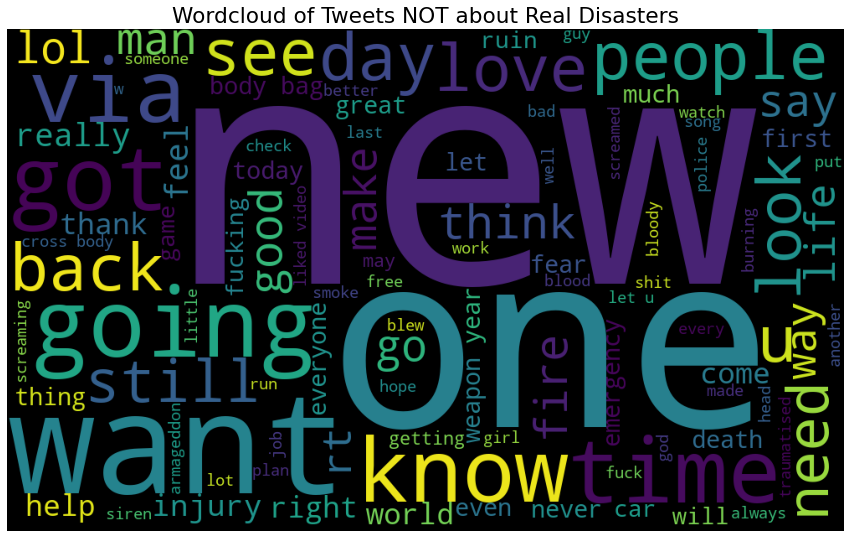 Wordcloud of Tweets NOT about Real Disasters
lol
man
someone
see
day
love
ruin
guy
people
via
w
body bag
better
great
much
watch
say
really
feel
check
last
bad
song
first
got
new
today
make
let
well
screamed
police
look
put
thank
game
fucking
good
liked video
think
bloody
burning
life
cross body
may
work
fear
back
free
blood
shit
smoke
let u
screaming
going
little
one
blew
go
year
every
u
way
another
still
everyone
thing
run
hope
weapon
fire
emergency
come
made
head
need
want
armageddon
job
rt
getting
girl
god
death
traumatised
lot
plan
know
time
fuck
help
siren
injury
right
world
even
never
car
will
always